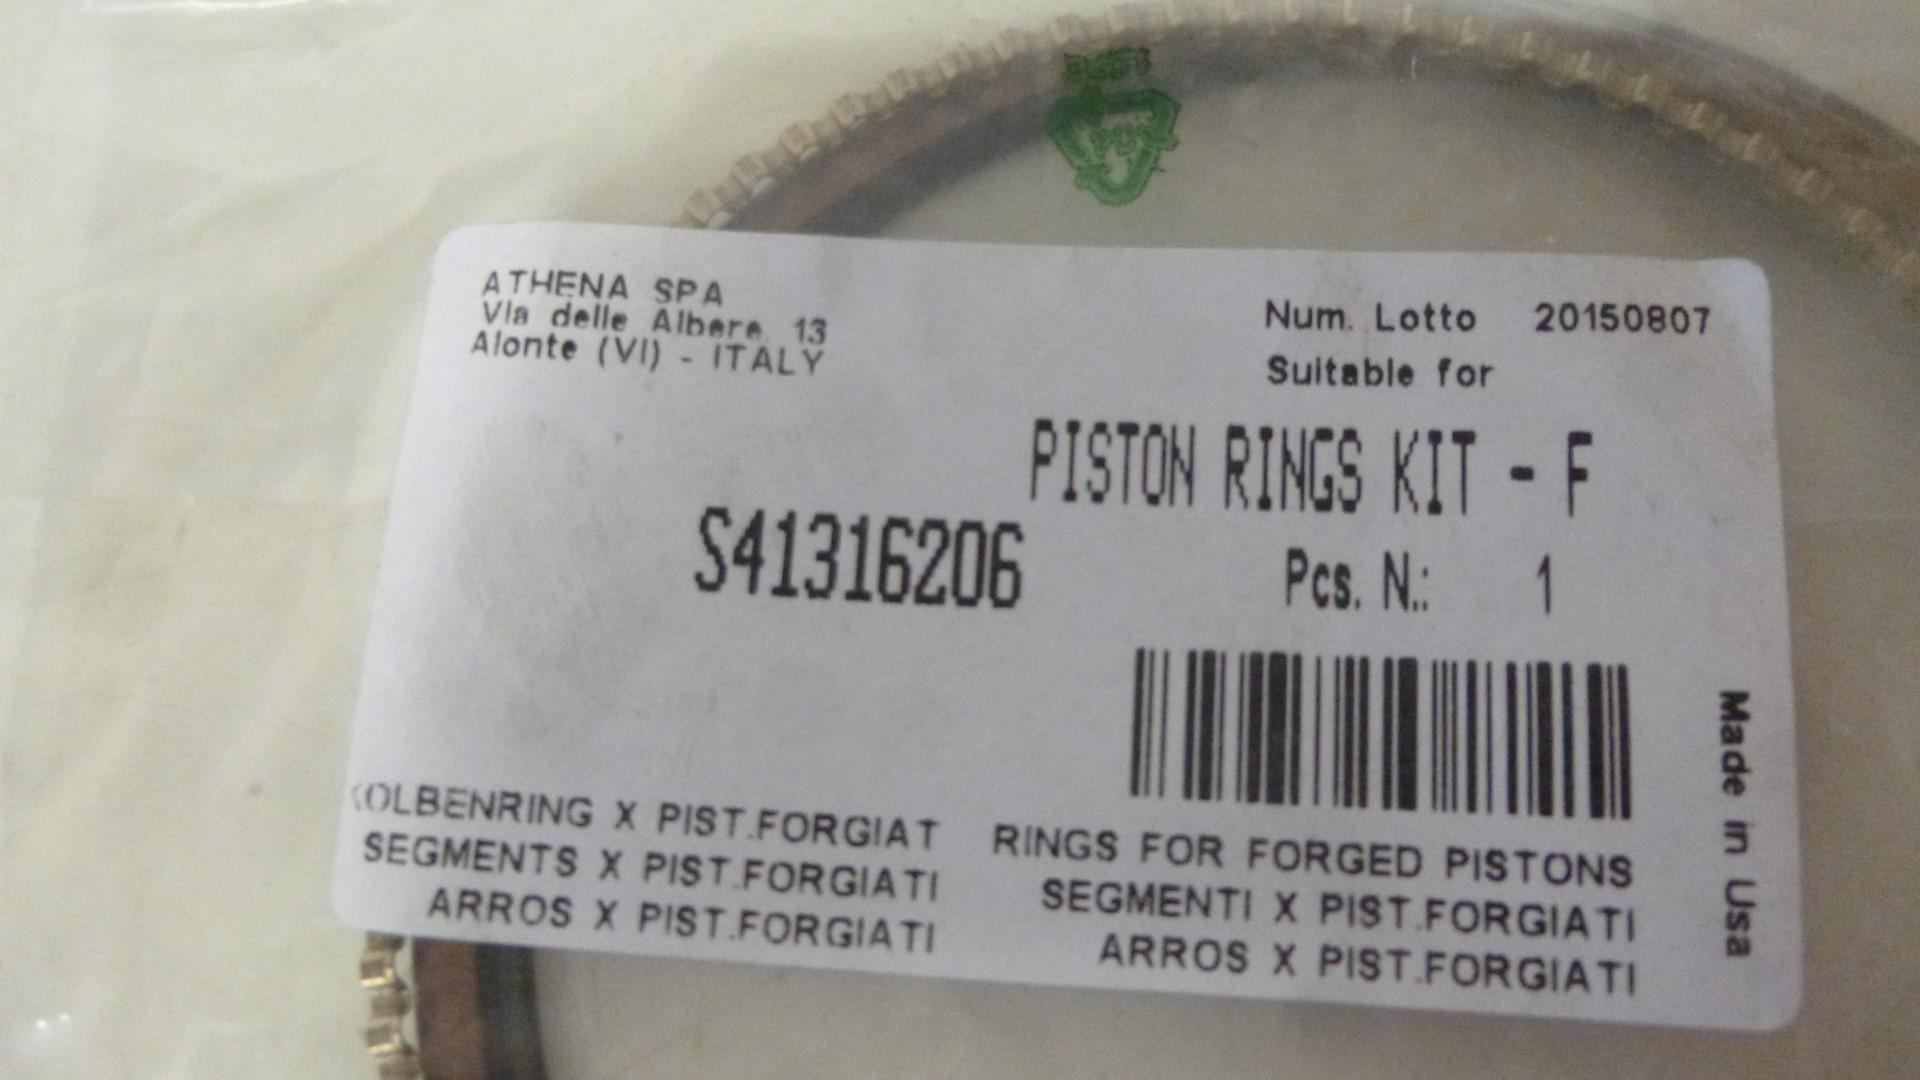 ATHENA SPA
Via delle Albere, 13
Alonte (VI) - ITALY
Num. Lotto 20150807
Suitable for
PISTON RINGS KIT - F
S41316206
Pcs. N.: 1
Made in Usa
KOLBENRING X PIST.FORGIAT
SEGMENTS X PIST.FORGIATI
ARROS X PIST.FORGIATI
RINGS FOR FORGED PISTONS
SEGMENTI X PIST.FORGIATI
ARROS X PIST.FORGIATI